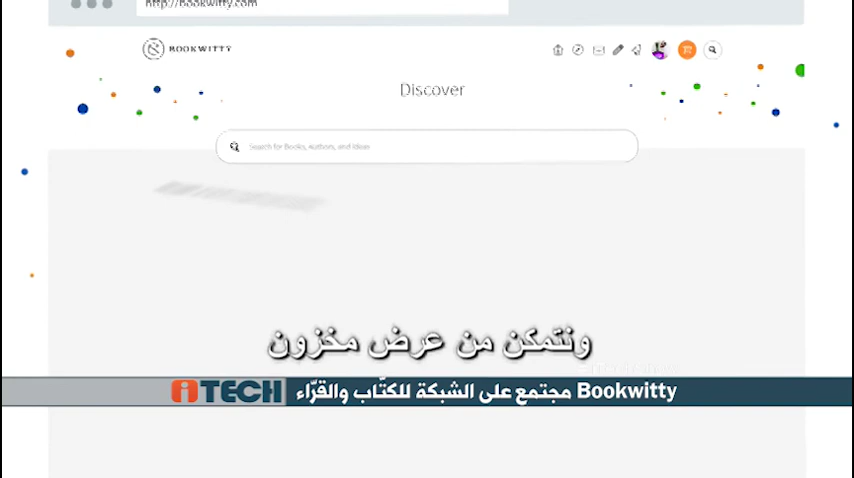 http://bookwitty.com
BOOKWITTY
Discover
Search for Books, Authors, and Ideas
ونتمكن من عرض مخزون
Bookwitty مجتمع على الشبكة للكتّاب والقرّاء iTECH